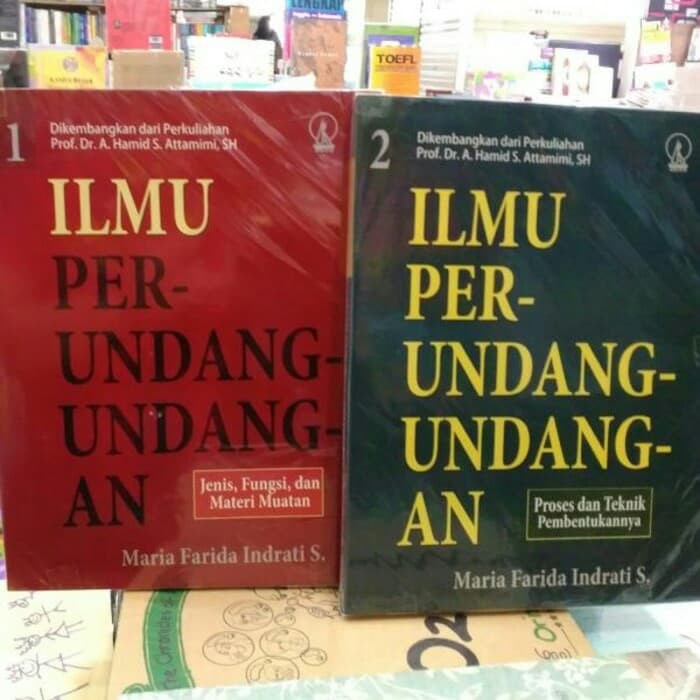 LENGKAP
TOEFL
1
Dikembangkan dari Perkuliahan
Prof. Dr. A. Hamid S. Attamimi, SH
ILMU
PER-
UNDANG-
UNDANG-
AN
Jenis, Fungsi, dan
Materi Muatan
Maria Farida Indrati S.
2
Dikembangkan dari Perkuliahan
Prof. Dr. A. Hamid S. Attamimi, SH
ILMU
PER-
UNDANG-
UNDANG-
AN
Proses dan Teknik
Pembentukannya
Maria Farida Indrati S.